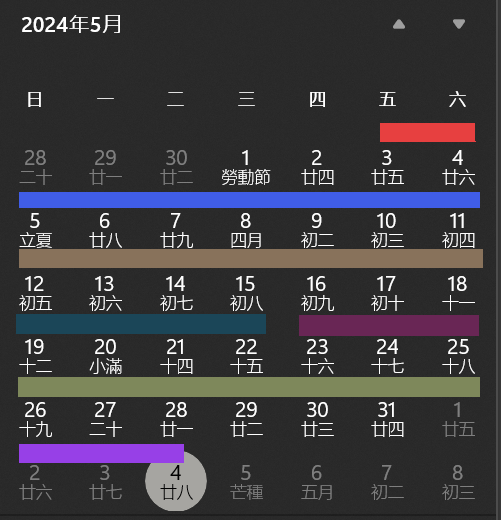 2024年5月
日 一 二 三 四 五 六
28 29 30 1 2 3 4
二十 廿一 廿二 勞動節 廿四 廿五 廿六
5 6 7 8 9 10 11
立夏 廿八 廿九 四月 初二 初三 初四
12 13 14 15 16 17 18
初五 初六 初七 初八 初九 初十 十一
19 20 21 22 23 24 25
十二 小滿 十四 十五 十六 十七 十八
26 27 28 29 30 31 1
十九 二十 廿一 廿二 廿三 廿四 廿五
2 3 4 5 6 7 8
廿六 廿七 廿八 芒種 五月 初二 初三